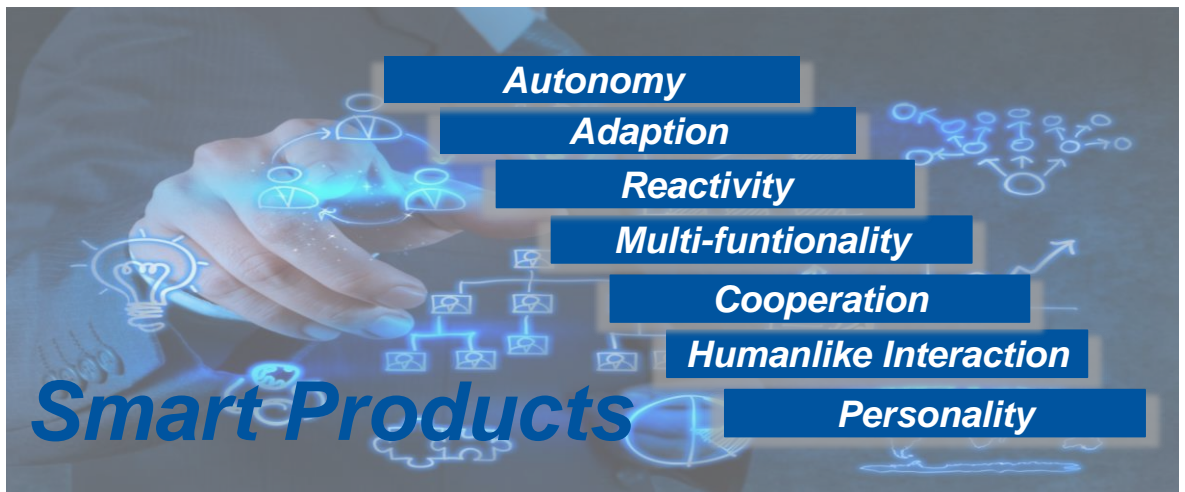 Autonomy
Adaption
Reactivity
Multi-funtionality
Cooperation
Humanlike Interaction
Personality
Smart Products